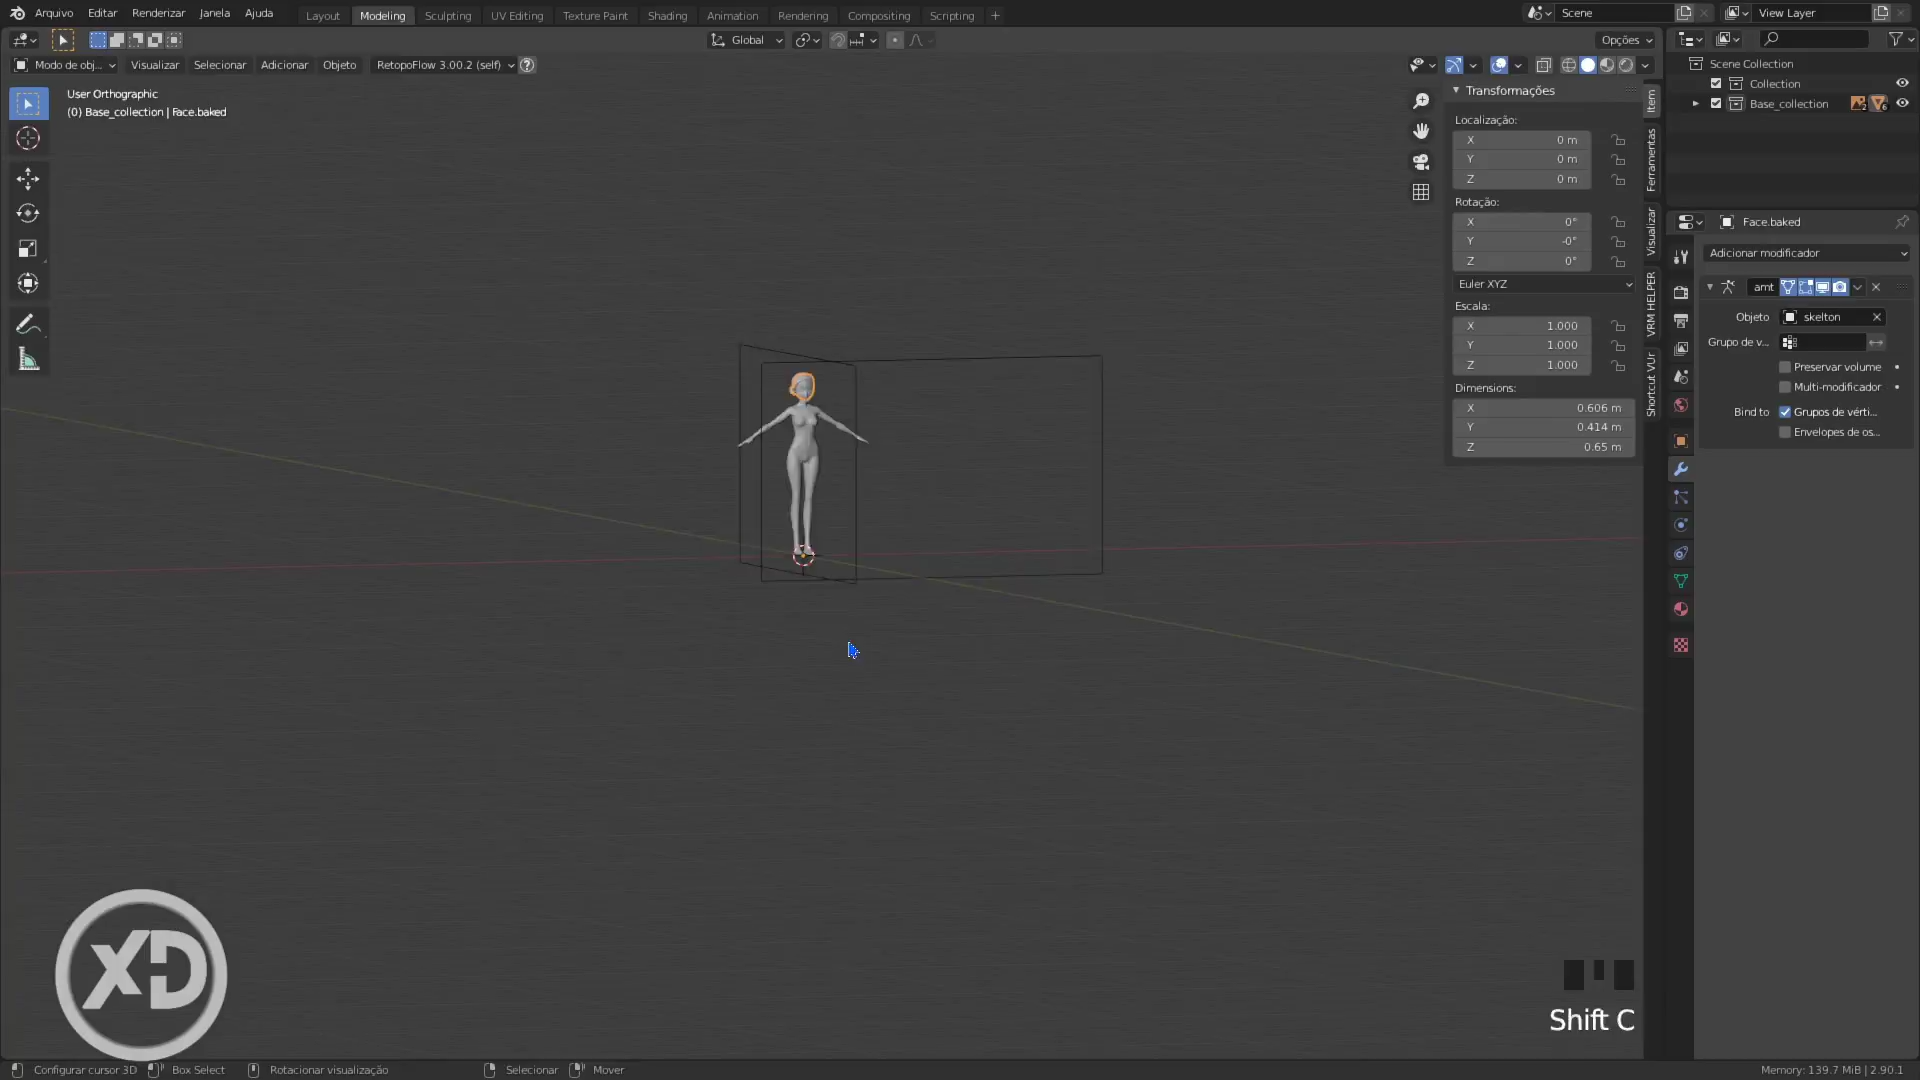 Arquivo Editar Renderizar Janela Ajuda Layout Modeling Sculpting UV Editing Texture Paint Shading Animation Rendering Compositing Scripting + Scene View Layer
Global Opções
Modo de obj... Visualizar Selecionar Adicionar Objeto RetopoFlow 3.00.2 (self) ?
User Orthographic
(0) Base_collection | Face.baked
Transformações
Localização:
X 0 m
Y 0 m
Z 0 m
Rotação:
X 0°
Y -0°
Z 0°
Euler XYZ
Escala:
X 1.000
Y 1.000
Z 1.000
Dimensions:
X 0.606 m
Y 0.414 m
Z 0.65 m
Item
Ferramentas
Visualizar
VRM HELPER
Shortcut VUr
Scene Collection
Collection
Base_collection
Face.baked
Adicionar modificador
amt
Objeto skelton
Grupo de v...
Preservar volume
Multi-modificador
Bind to Grupos de vérti...
Envelopes de os...
XD
Shift C
Configurar cursor 3D Box Select Rotacionar visualização Selecionar Mover Memory: 139.7 MiB | 2.90.1